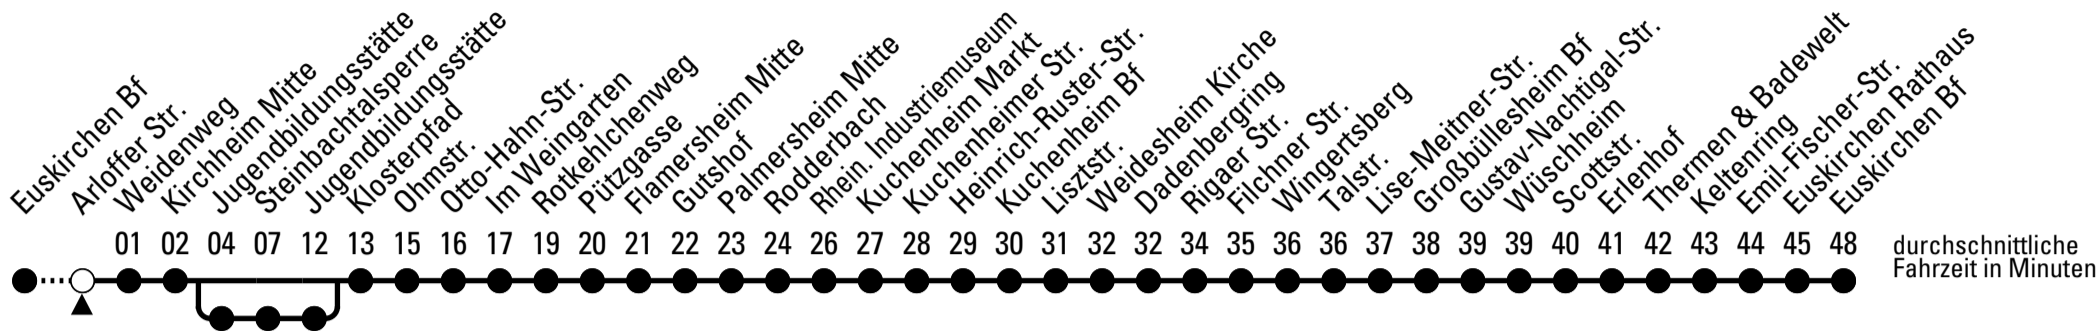 Euskirchen Bf
Arloffer Str.
Weidenweg
Kirchheim Mitte
Jugendbildungsstätte
Steinbachtalsperre
Jugendbildungsstätte
Klosterpfad
Ohmstr.
Otto-Hahn-Str.
Im Weingarten
Rotkehlchenweg
Pützgasse
Flamersheim Mitte
Gutshof
Palmersheim Mitte
Rodderbach
Rhein. Industriemuseum
Kuchenheim Markt
Kuchenheimer Str.
Heinrich-Ruster-Str.
Kuchenheim Bf
Lisztstr.
Weidesheim Kirche
Dadenbergring
Rigaer Str.
Filchner Str.
Wingertsberg
Talstr.
Lise-Meitner-Str.
Großbüllesheim Bf
Gustav-Nachtigal-Str.
Wüschheim
Scottstr.
Erlenhof
Thermen & Badewelt
Keltenring
Emil-Fischer-Str.
Euskirchen Rathaus
Euskirchen Bf
01 02 04 07 12 13 15 16 17 19 20 21 22 23 24 26 27 28 29 30 31 32 32 34 35 36 36 37 38 39 39 40 41 42 43 44 45 48
durchschnittliche
Fahrzeit in Minuten